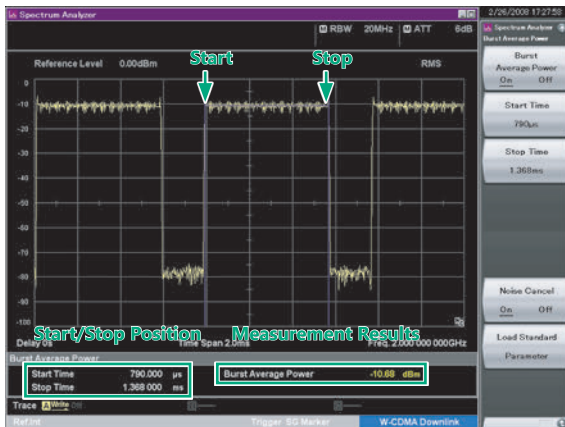 Spectrum Analyzer
2/26/2008 17:27:58
RBW 20MHz ATT 6dB
Spectrum Analyzer
Burst Average Power
Reference Level 0.00dBm
Start
Stop
RMS
Burst
Average Power
On Off
Start Time
790μs
Stop Time
1.368ms
0
-10
-20
-30
-40
-50
-60
-70
-80
-90
-100
Noise Cancel
On Off
Load Standard
Parameter
Start/Stop Position
Measurement Results
Delay 0s Time Span 2.0ms Freq. 2.000 000 000GHz
Burst Average Power
Start Time 790.000 μs
Stop Time 1.368 000 ms
Burst Average Power -10.68 dBm
Trace A Write Off
Ref.Int Trigger SG Marker W-CDMA Downlink